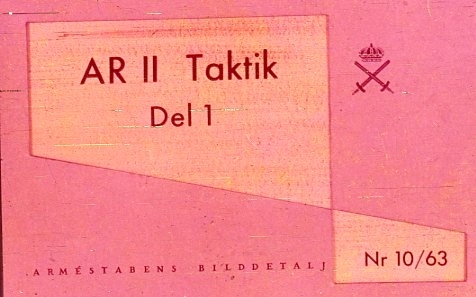 AR II Taktik
Del 1
Nr 10/63
ARMÉSTABENS BILDDETALJ